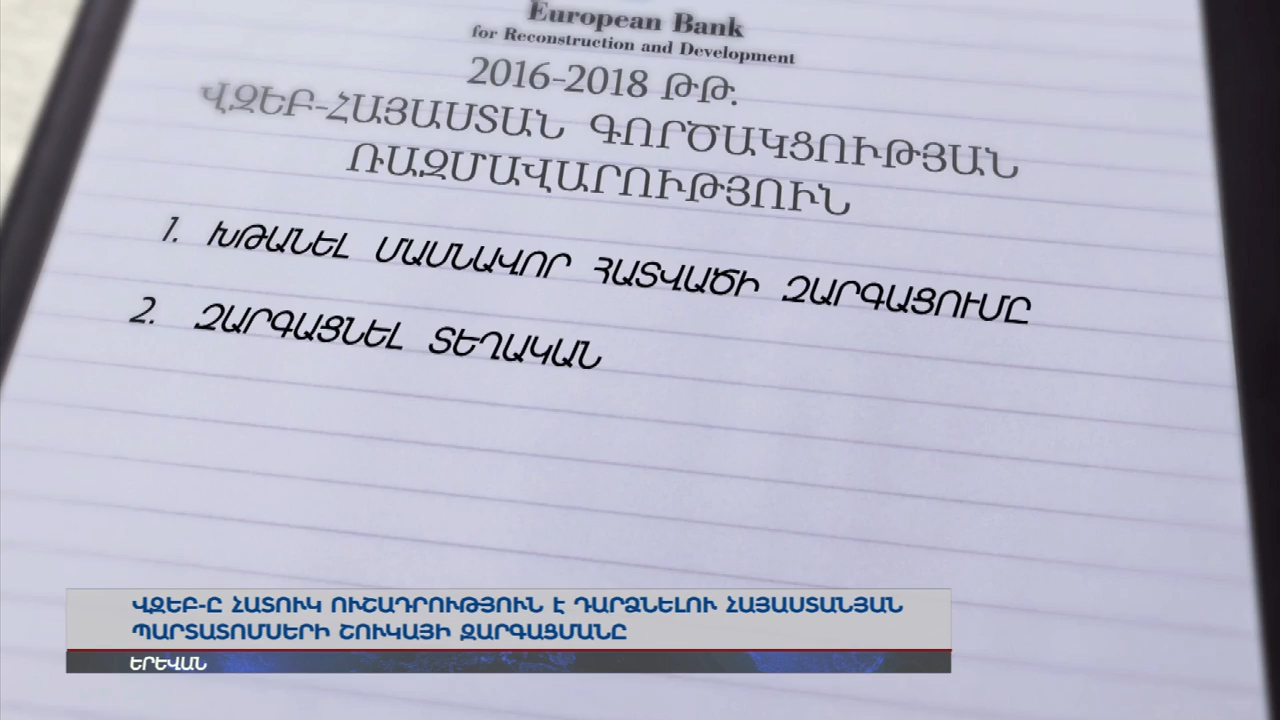 European Bank
for Reconstruction and Development
2016-2018 ԹԹ.
ՎԶԵԲ-ՀԱՅԱՍՏԱՆ ԳՈՐԾԱԿՑՈՒԹՅԱՆ
ՌԱԶՄԱՎԱՐՈՒԹՅՈՒՆ
1. ԽԹԱՆԵԼ ՄԱՍՆԱՎՈՐ ՀԱՏՎԱԾԻ ԶԱՐԳԱՑՈՒՄԸ
2. ԶԱՐԳԱՑՆԵԼ ՏԵՂԱԿԱՆ
ՎԶԵԲ-Ը ՀԱՏՈՒԿ ՈՒՇԱԴՐՈՒԹՅՈՒՆ Է ԴԱՐՁՆԵԼՈՒ ՀԱՅԱՍՏԱՆՅԱՆ
ՊԱՐՏԱՏՈՄՍԵՐԻ ՇՈՒԿԱՅԻ ԶԱՐԳԱՑՄԱՆԸ
ԵՐԵՎԱՆ